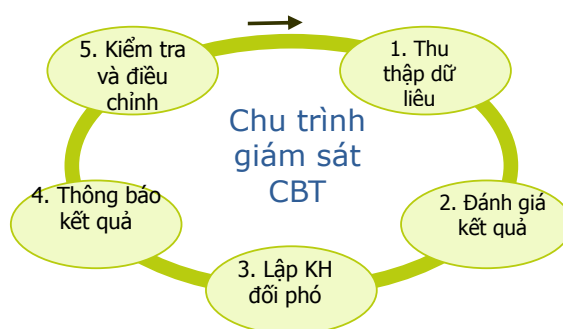 Chu trình
giám sát
CBT
1. Thu
thập dữ
liêu
2. Đánh giá
kết quả
3. Lập KH
đối phó
4. Thông báo
kết quả
5. Kiểm tra
và điều
chỉnh